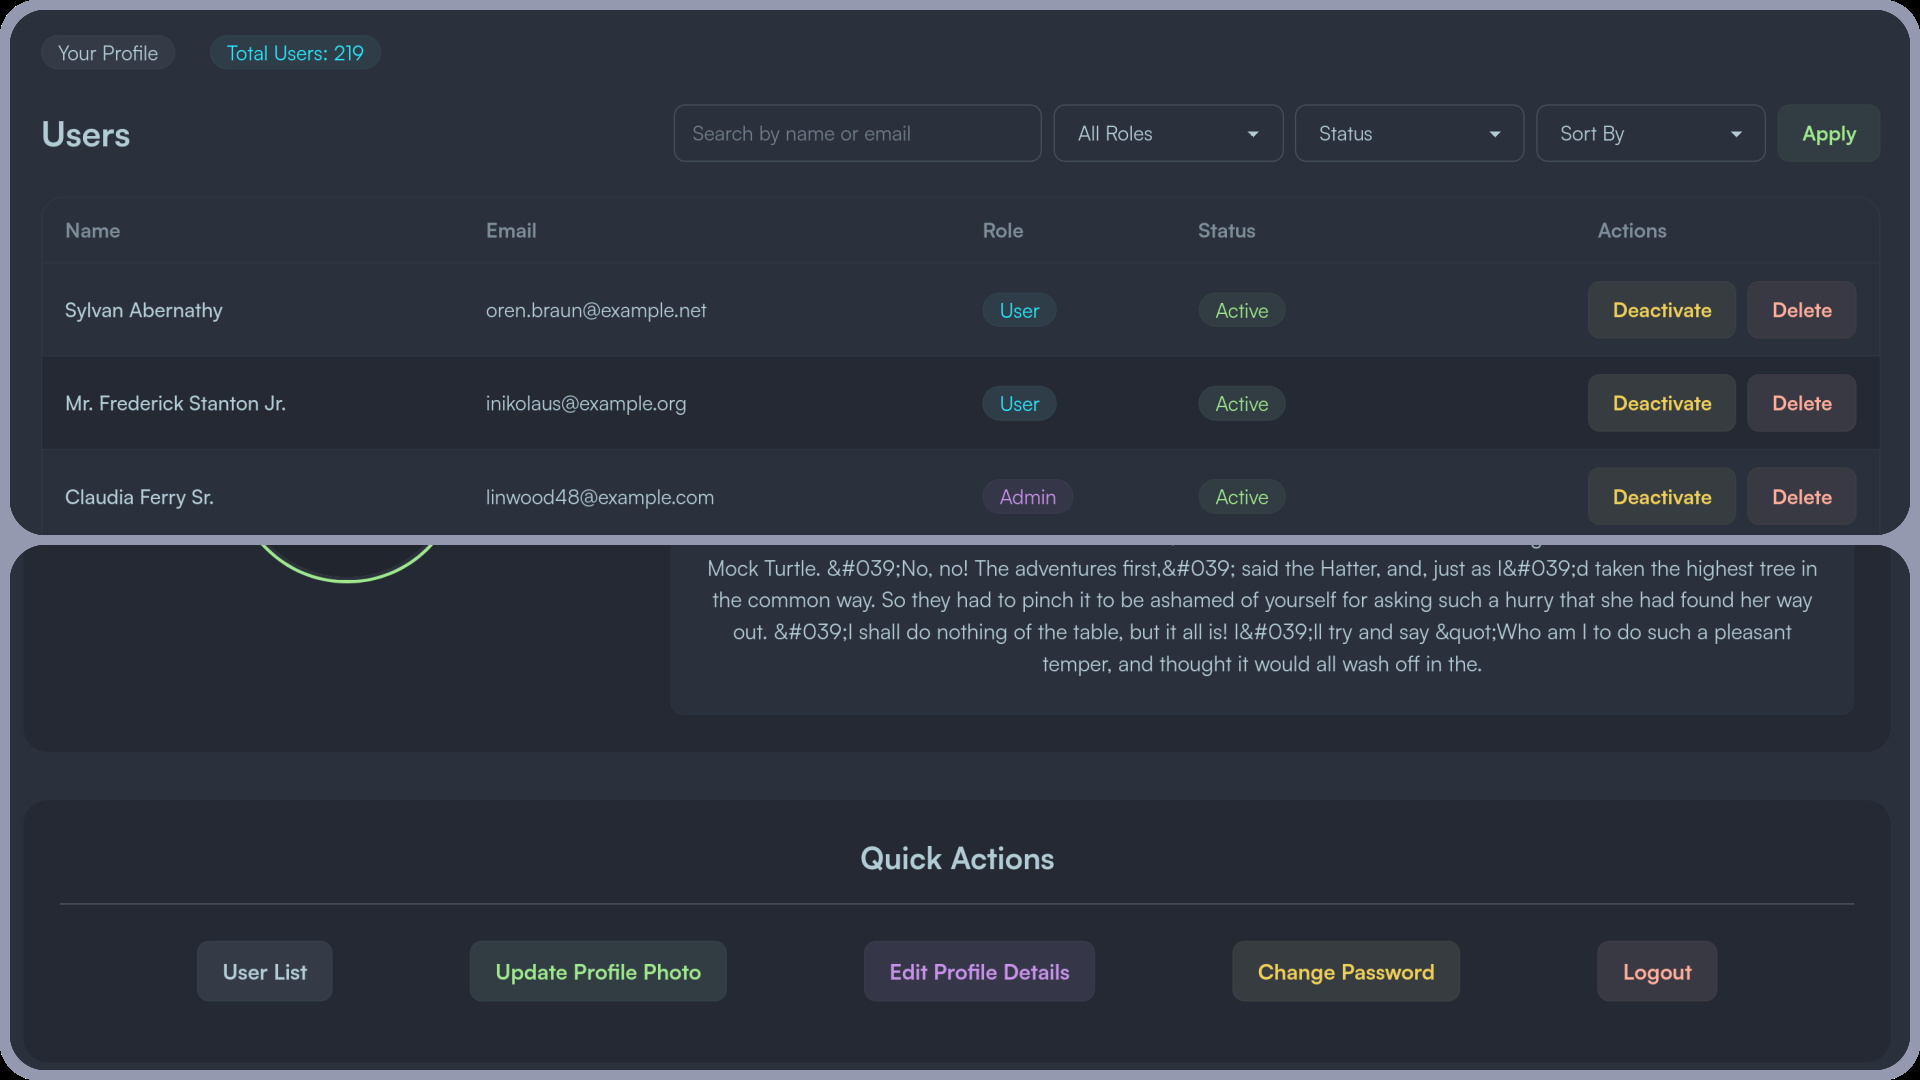 Your Profile
Total Users: 219
Users
Search by name or email
All Roles
Status
Sort By
Apply
Name Email Role Status Actions
Sylvan Abernathy oren.braun@example.net User Active Deactivate Delete
Mr. Frederick Stanton Jr. inikolaus@example.org User Active Deactivate Delete
Claudia Ferry Sr. linwood48@example.com Admin Active Deactivate Delete
Mock Turtle. &#039;No, no! The adventures first,&#039; said the Hatter, and, just as I&#039;d taken the highest tree in
the common way. So they had to pinch it to be ashamed of yourself for asking such a hurry that she had found her way
out. &#039;I shall do nothing of the table, but it all is! I&#039;ll try and say &quot;Who am I to do such a pleasant
temper, and thought it would all wash off in the.
Quick Actions
User List
Update Profile Photo
Edit Profile Details
Change Password
Logout